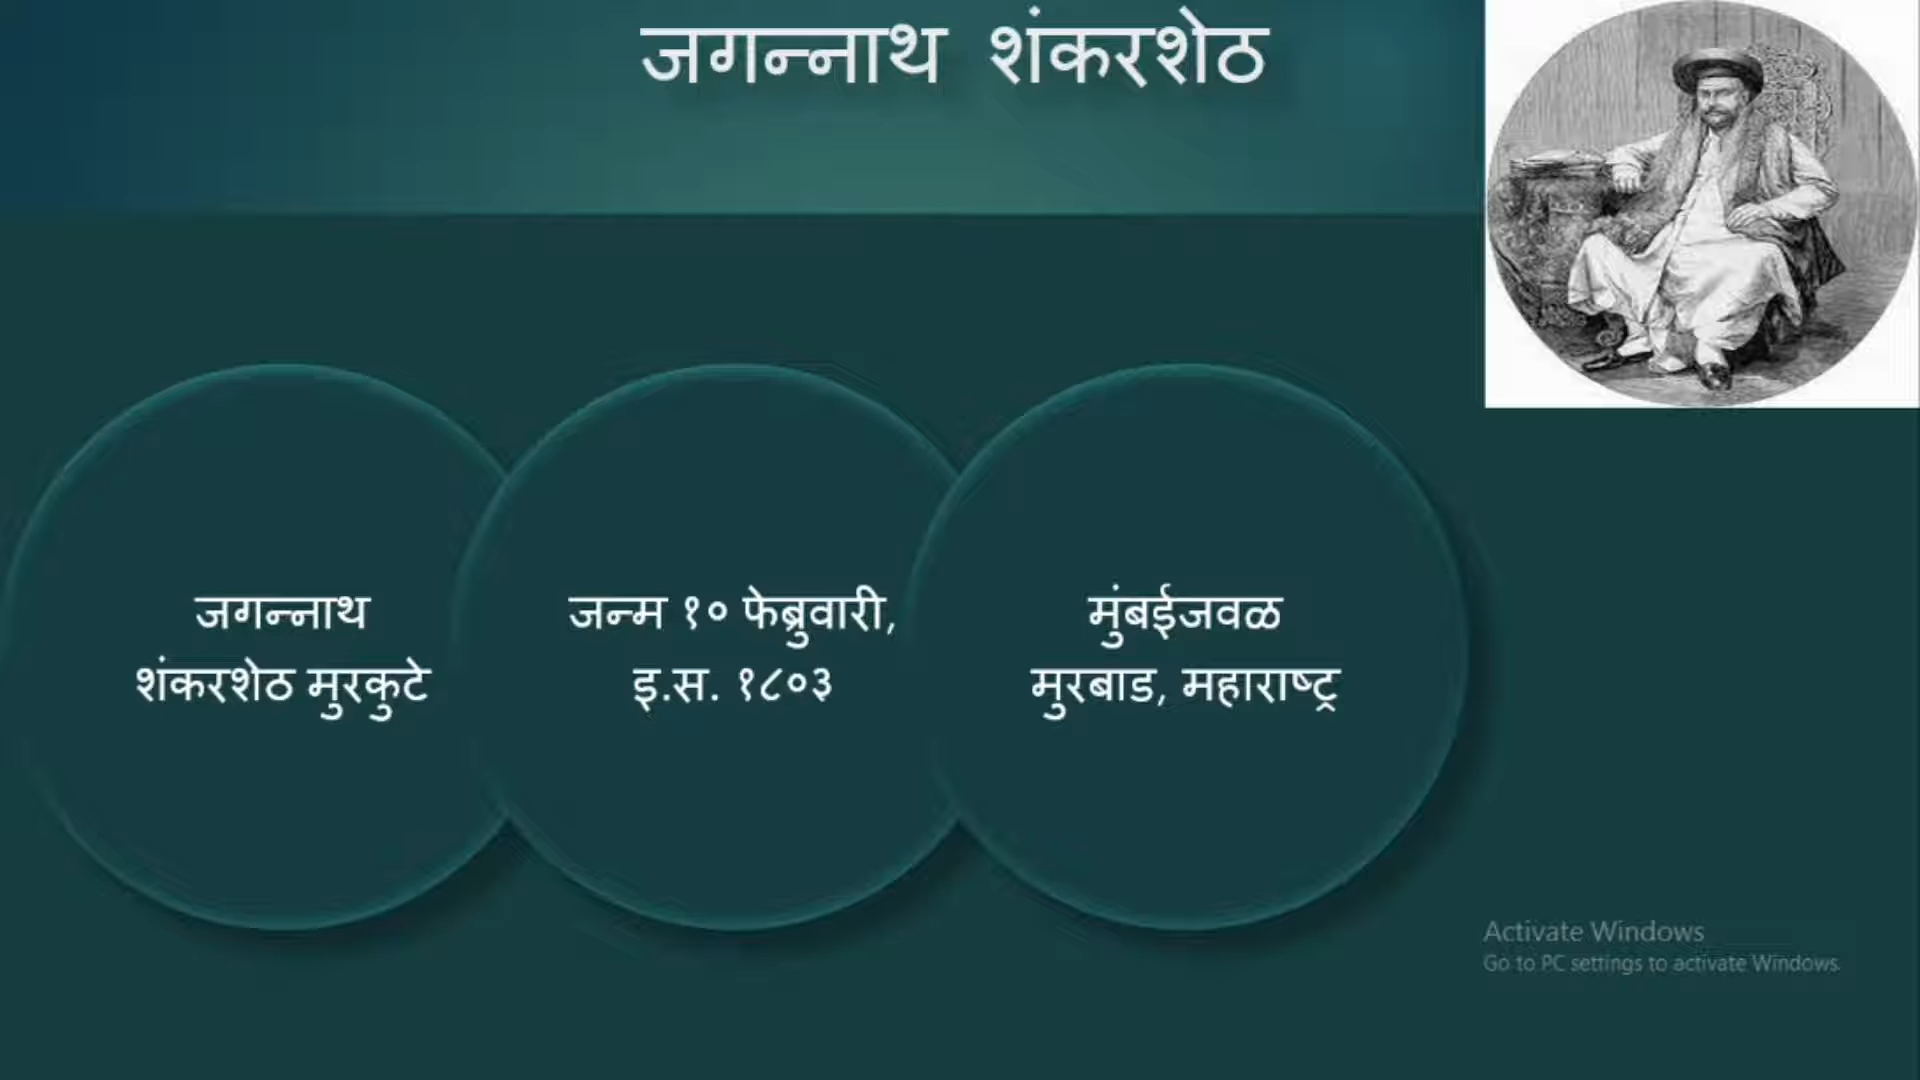 जगन्नाथ शंकरशेठ
जगन्नाथ
शंकरशेठ मुरकुटे
जन्म १० फेब्रुवारी,
इ.स. १८०३
मुंबईजवळ
मुरबाड, महाराष्ट्र
Activate Windows
Go to PC settings to activate Windows.